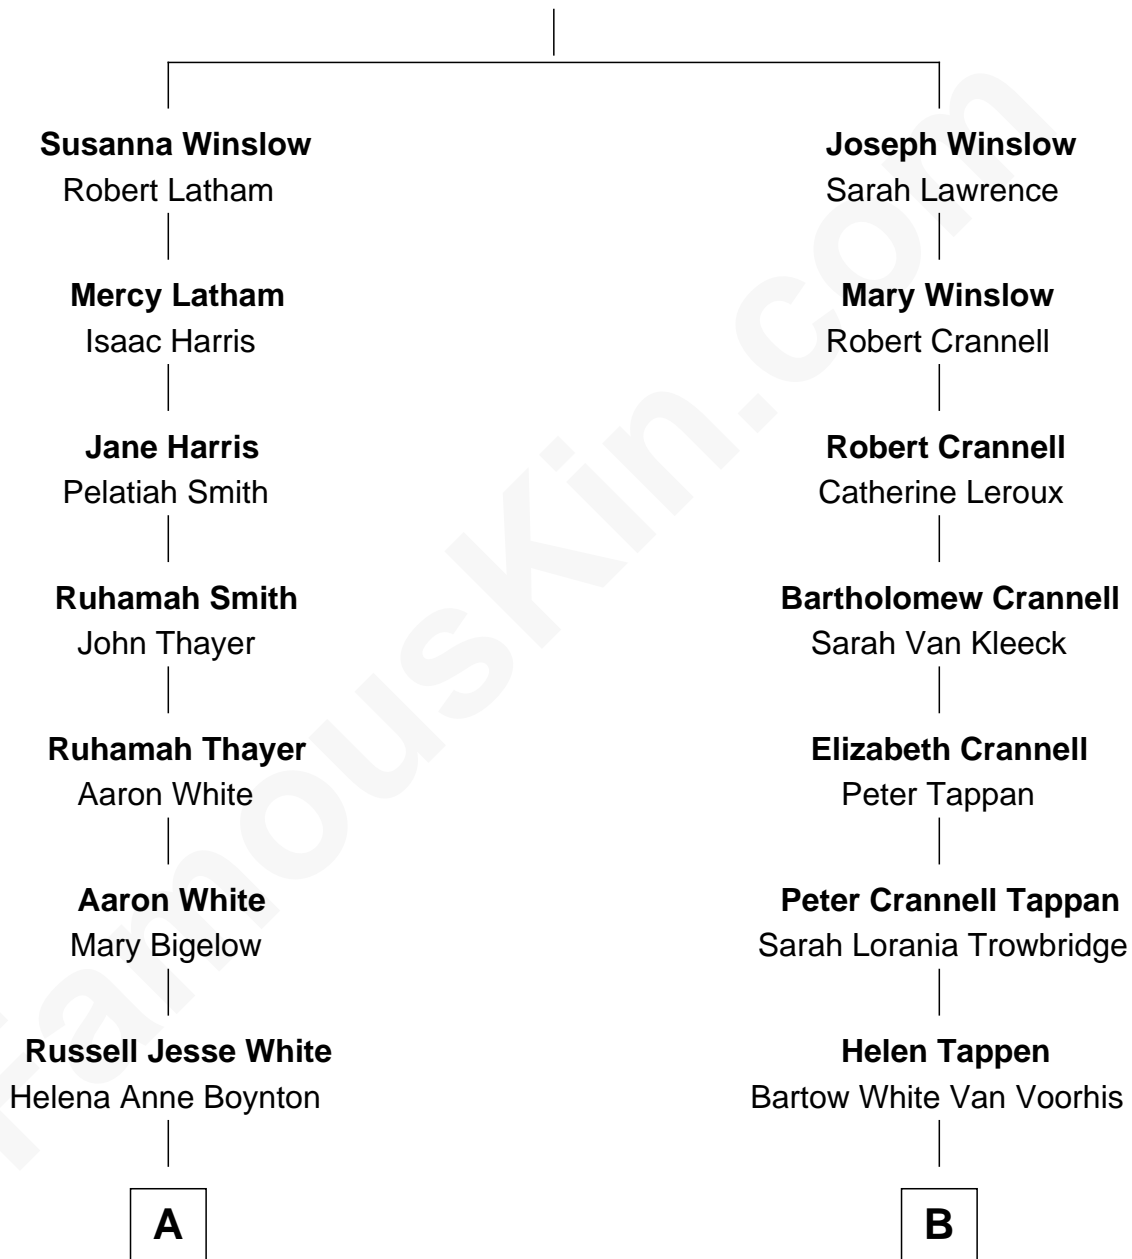 Susanna Winslow
Robert Latham
Mercy Latham
Isaac Harris
Jane Harris
Pelatiah Smith
Ruhamah Smith
John Thayer
Ruhamah Thayer
Aaron White
Aaron White
Mary Bigelow
Russell Jesse White
Helena Anne Boynton
A
Joseph Winslow
Sarah Lawrence
Mary Winslow
Robert Crannell
Robert Crannell
Catherine Leroux
Bartholomew Crannell
Sarah Van Kleeck
Elizabeth Crannell
Peter Tappan
Peter Crannell Tappan
Sarah Lorania Trowbridge
Helen Tappen
Bartow White Van Voorhis
B
FamousKin.com